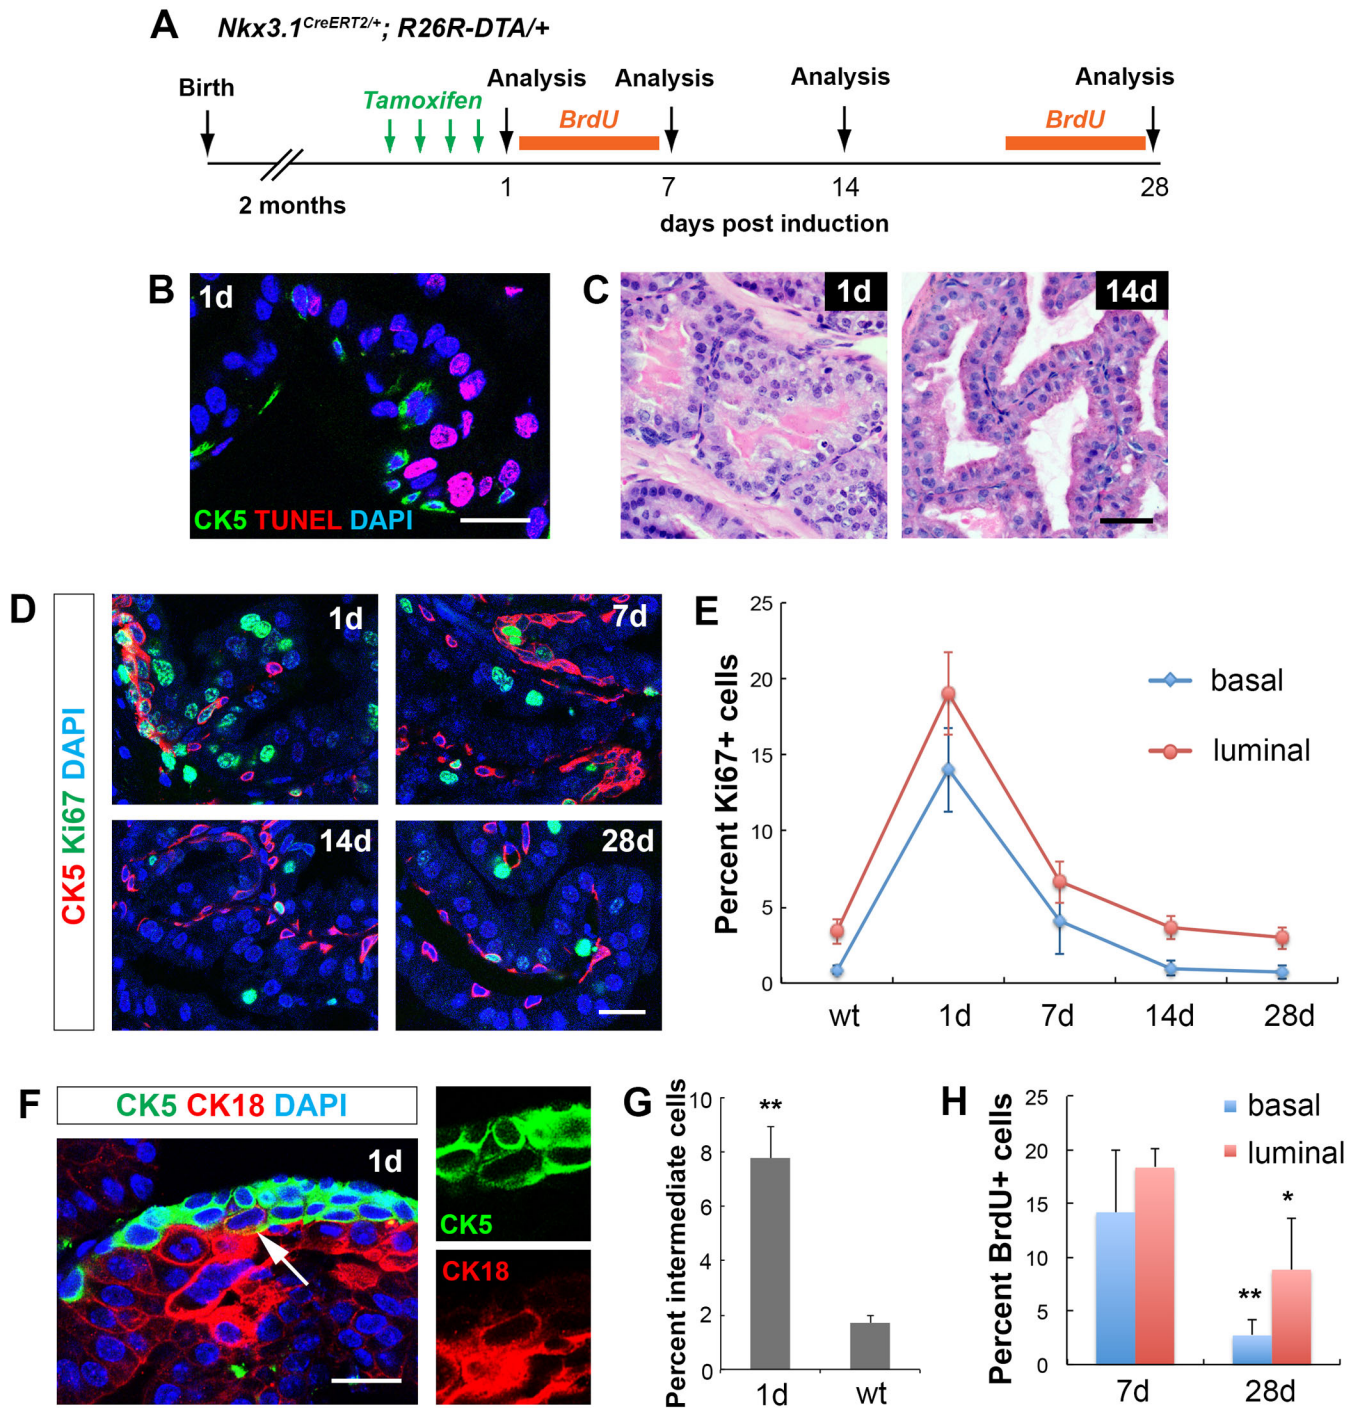 A
Nkx3.1CreERT2/+; R26R-DTA/+
Birth
Tamoxifen
Analysis
BrdU
Analysis
Analysis
BrdU
Analysis
2 months
1
7
14
28
days post induction
B
1d
CK5 TUNEL DAPI
C
1d
14d
D
CK5 Ki67 DAPI
1d
7d
14d
28d
E
Percent Ki67+ cells
25
20
15
10
5
0
wt
1d
7d
14d
28d
basal
luminal
F
CK5 CK18 DAPI
1d
CK5
CK18
G
Percent intermediate cells
10
8
6
4
2
0
**
1d
wt
H
Percent BrdU+ cells
25
20
15
10
5
0
basal
luminal
**
*
7d
28d